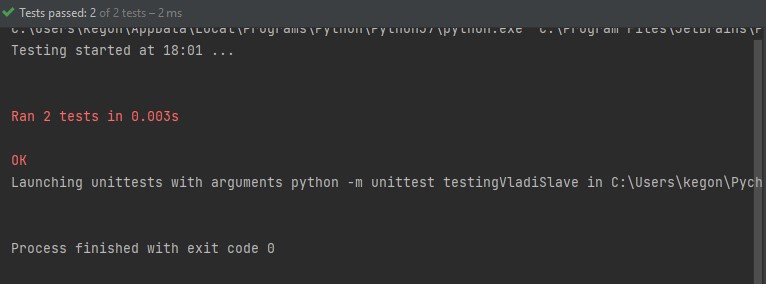 Tests passed: 2 of 2 tests – 2 ms
C:\Users\kegon\AppData\Local\Programs\Python\Python37\python.exe "C:\Program Files\JetBrains\P
Testing started at 18:01 ...
Ran 2 tests in 0.003s
OK
Launching unittests with arguments python -m unittest testingVladiSlave in C:\Users\kegon\Pych
Process finished with exit code 0